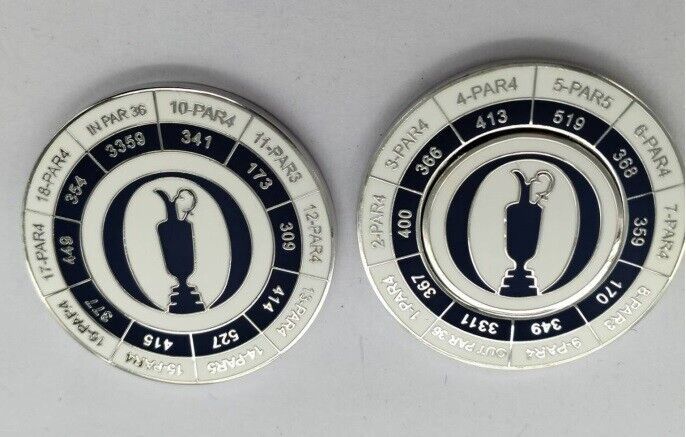 IN PAR 36
3359
10-PAR4
341
11-PAR3
173
12-PAR4
309
13-PAR4
414
14-PAR5
527
15-PAR4
415
16-PAR4
377
17-PAR4
449
18-PAR4
354
1-PAR4
367
2-PAR4
400
3-PAR4
366
4-PAR4
413
5-PAR5
519
6-PAR4
368
7-PAR4
359
8-PAR3
170
9-PAR4
349
OUT PAR 36
3311